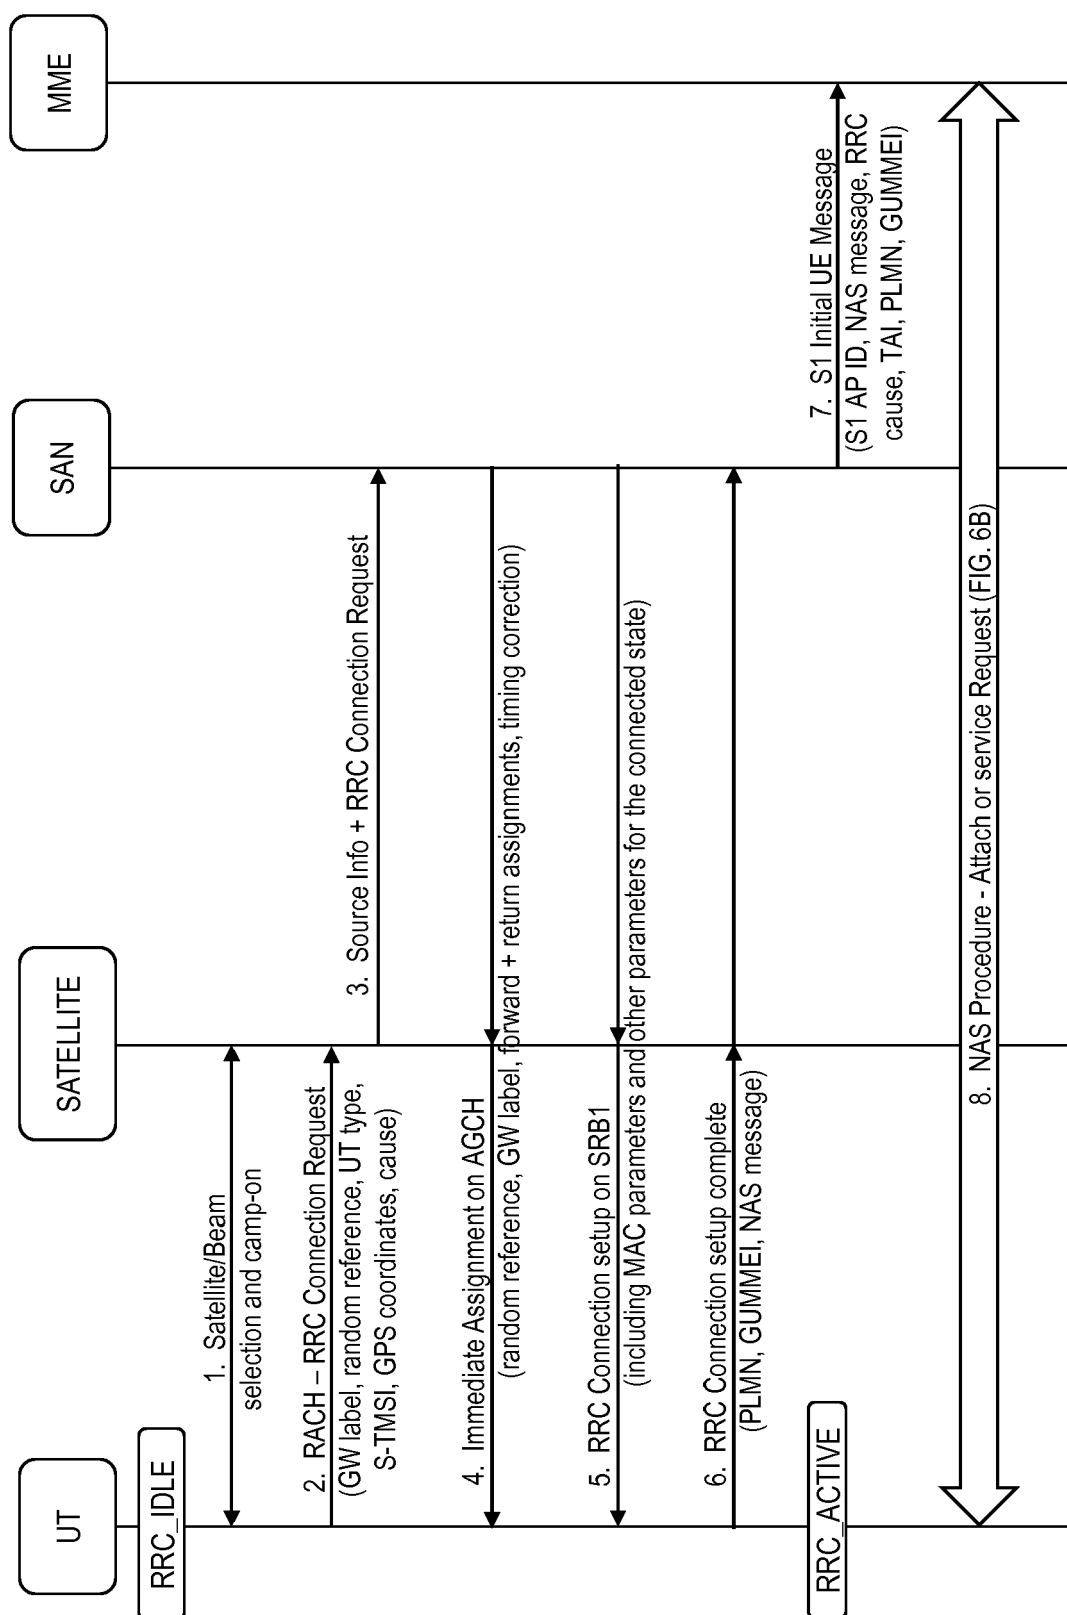 UT
SATELLITE
SAN
MME
RRC_IDLE
1. Satellite/Beam
selection and camp-on
2. RACH – RRC Connection Request
(GW label, random reference, UT type,
S-TMSI, GPS coordinates, cause)
3. Source Info + RRC Connection Request
4. Immediate Assignment on AGCH
(random reference, GW label, forward + return assignments, timing correction)
5. RRC Connection setup on SRB1
(including MAC parameters and other parameters for the connected state)
6. RRC Connection setup complete
(PLMN, GUMMEI, NAS message)
RRC_ACTIVE
7. S1 Initial UE Message
(S1 AP ID, NAS message, RRC
cause, TAI, PLMN, GUMMEI)
8. NAS Procedure - Attach or service Request (FIG. 6B)